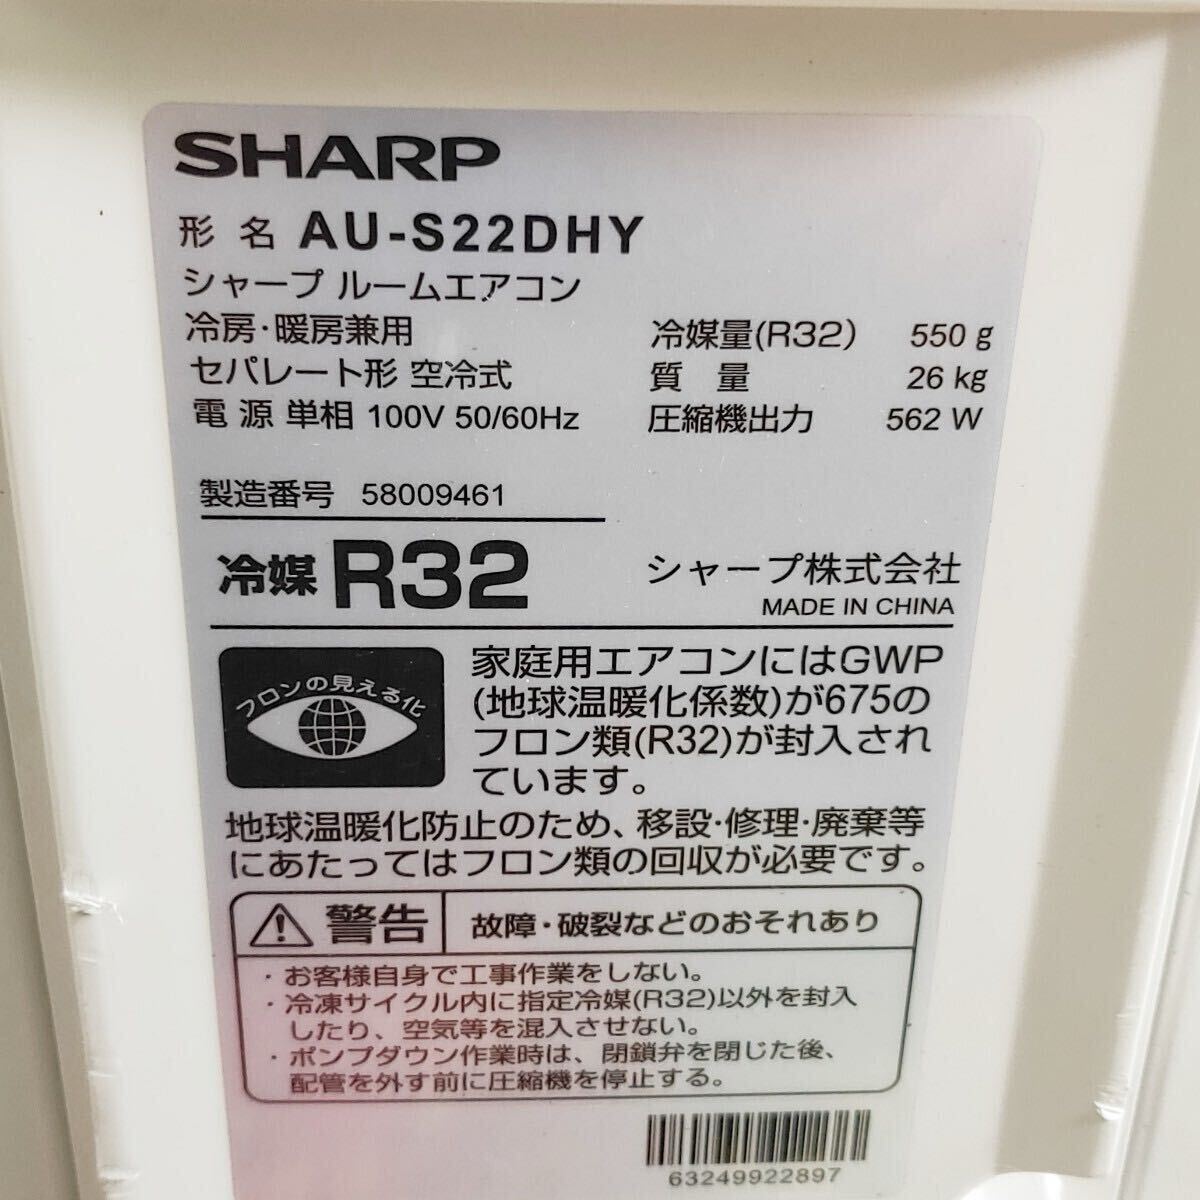 SHARP
形 名 AU-S22DHY
シャープ ルームエアコン
冷房・暖房兼用
セパレート形 空冷式
電 源 単相 100V 50/60Hz
冷媒量(R32) 550 g
質 量 26 kg
圧縮機出力 562 W
製造番号 58009461
冷媒 R32
シャープ株式会社
MADE IN CHINA
フロンの見える化
家庭用エアコンにはGWP
(地球温暖化係数)が675の
フロン類(R32)が封入され
ています。
地球温暖化防止のため、移設・修理・廃棄等
にあたってはフロン類の回収が必要です。
警告 故障・破裂などのおそれあり
・お客様自身で工事作業をしない。
・冷凍サイクル内に指定冷媒(R32)以外を封入
したり、空気等を混入させない。
・ポンプダウン作業時は、閉鎖弁を閉じた後、
配管を外す前に圧縮機を停止する。
63249922897